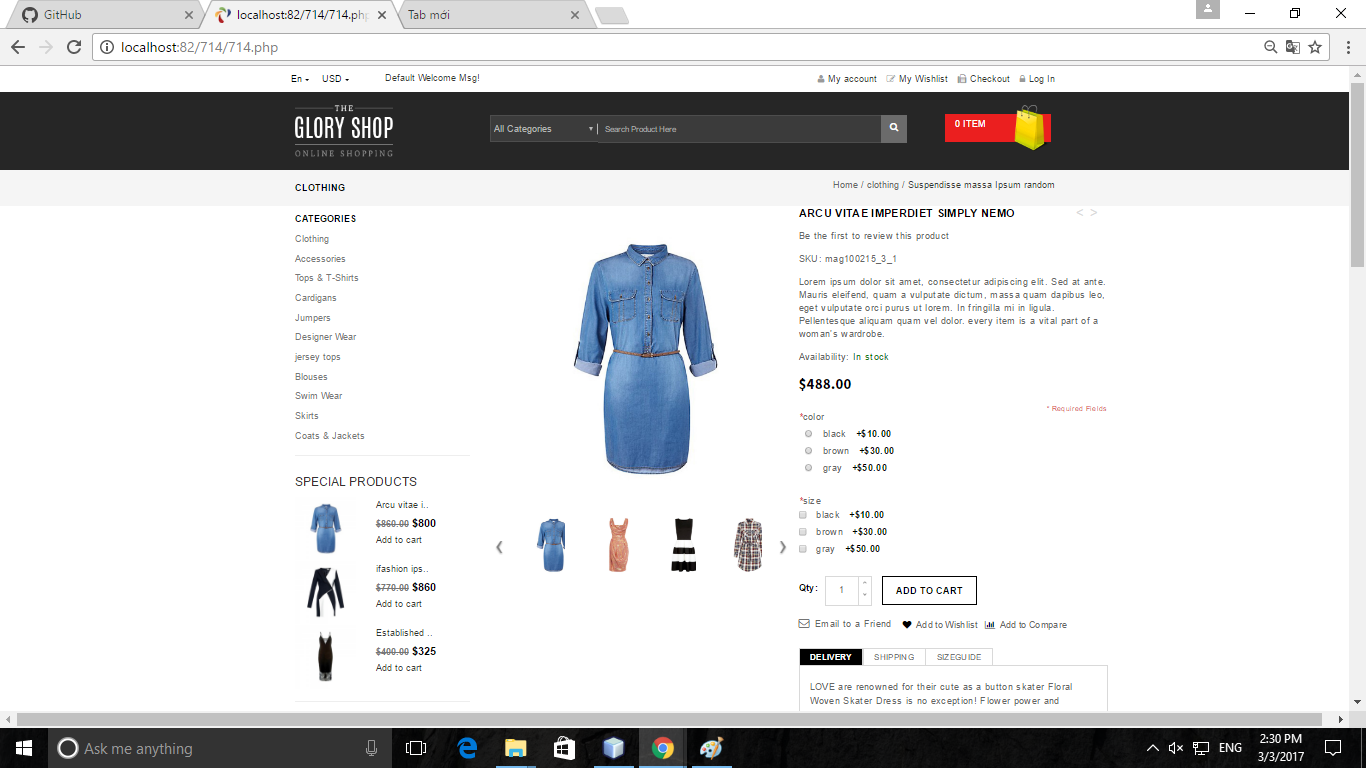 GitHub
localhost:82/714/714.php
Tab mới
localhost:82/714/714.php
En
USD
Default Welcome Msg!
My account
My Wishlist
Checkout
Log In
THE
GLORY SHOP
ONLINE SHOPPING
All Categories
Search Product Here
0 ITEM
CLOTHING
Home / clothing / Suspendisse massa Ipsum random
CATEGORIES
Clothing
Accessories
Tops & T-Shirts
Cardigans
Jumpers
Designer Wear
jersey tops
Blouses
Swim Wear
Skirts
Coats & Jackets
SPECIAL PRODUCTS
Arcu vitae i..
$860.00 $800
Add to cart
ifashion ips..
$770.00 $860
Add to cart
Established ..
$400.00 $325
Add to cart
ARCU VITAE IMPERDIET SIMPLY NEMO
< >
Be the first to review this product
SKU: mag100215_3_1
Lorem ipsum dolor sit amet, consectetur adipiscing elit. Sed at ante.
Mauris eleifend, quam a vulputate dictum, massa quam dapibus leo,
eget vulputate orci purus ut lorem. In fringilla mi in ligula.
Pellentesque aliquam quam vel dolor. every item is a vital part of a
woman's wardrobe.
Availability: In stock
$488.00
* Required Fields
*color
black +$10.00
brown +$30.00
gray +$50.00
*size
black +$10.00
brown +$30.00
gray +$50.00
Qty:
1
ADD TO CART
Email to a Friend
Add to Wishlist
Add to Compare
DELIVERY
SHIPPING
SIZEGUIDE
LOVE are renowned for their cute as a button skater Floral
Woven Skater Dress is no exception! Flower power and
Ask me anything
ENG
2:30 PM
3/3/2017